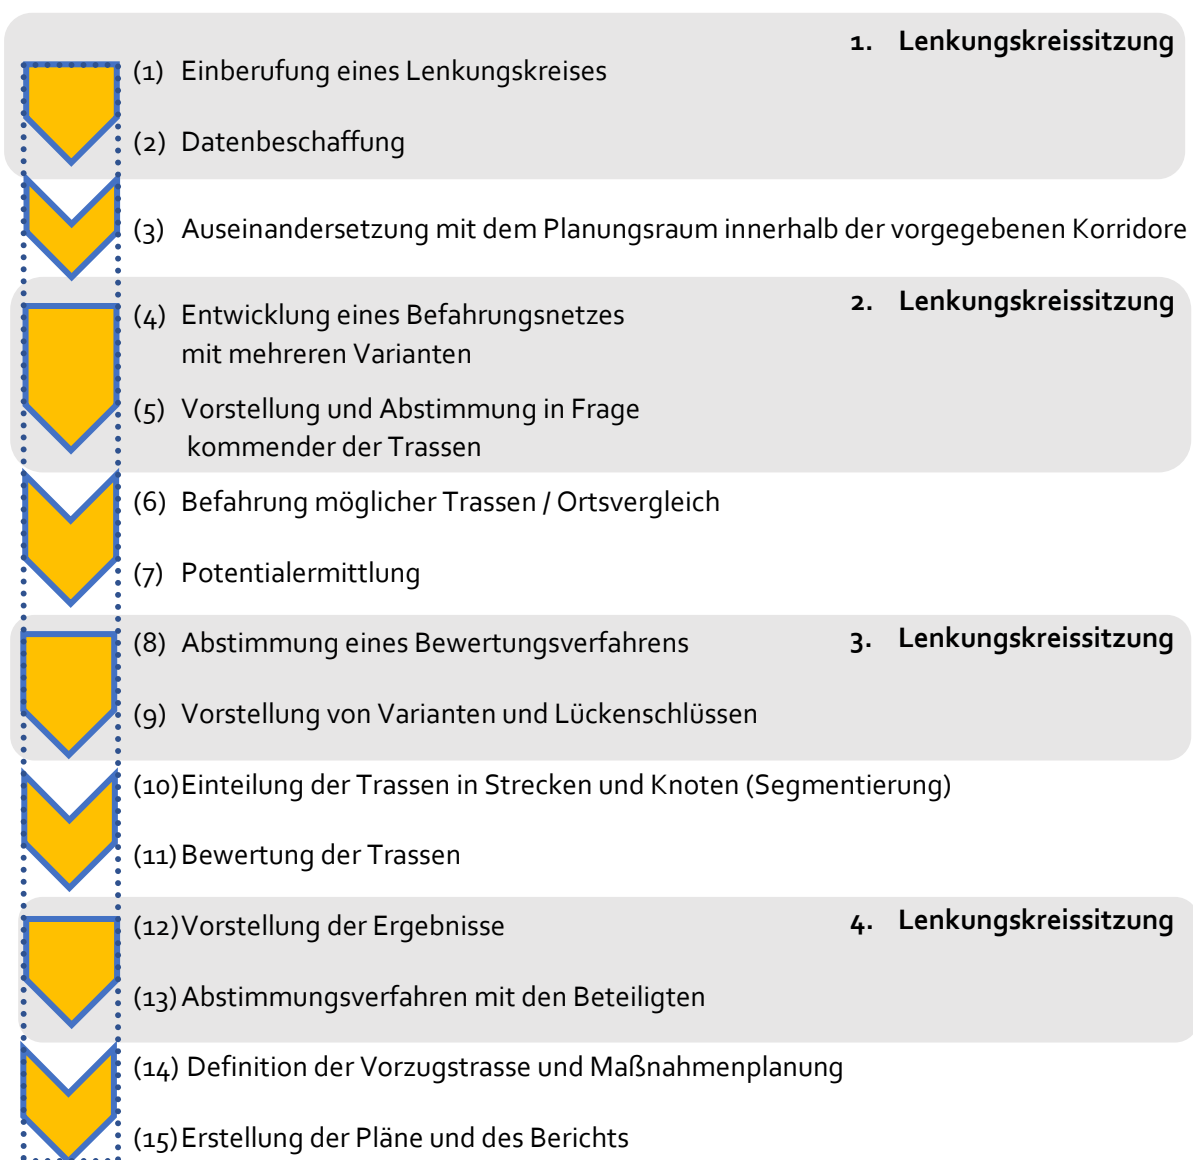 1. Lenkungskreissitzung
(1) Einberufung eines Lenkungskreises
(2) Datenbeschaffung
(3) Auseinandersetzung mit dem Planungsraum innerhalb der vorgegebenen Korridore
2. Lenkungskreissitzung
(4) Entwicklung eines Befahrungsnetzes
mit mehreren Varianten
(5) Vorstellung und Abstimmung in Frage
kommender der Trassen
(6) Befahrung möglicher Trassen / Ortsvergleich
(7) Potentialermittlung
3. Lenkungskreissitzung
(8) Abstimmung eines Bewertungsverfahrens
(9) Vorstellung von Varianten und Lückenschlüssen
(10) Einteilung der Trassen in Strecken und Knoten (Segmentierung)
(11) Bewertung der Trassen
4. Lenkungskreissitzung
(12) Vorstellung der Ergebnisse
(13) Abstimmungsverfahren mit den Beteiligten
(14) Definition der Vorzugstrasse und Maßnahmenplanung
(15) Erstellung der Pläne und des Berichts